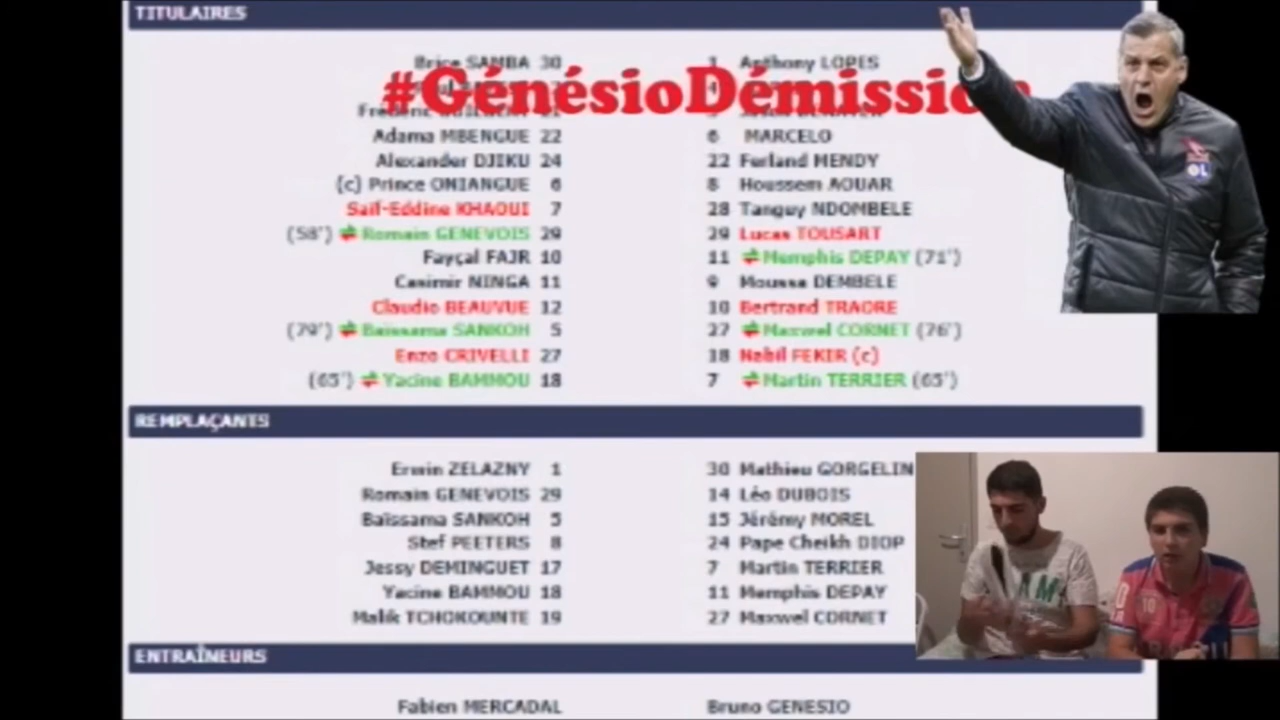 TITULAIRES
Brice SAMBA 30 1 Anthony LOPES
#GénésioDémission
Adama MBENGUE 22 6 MARCELO
Alexander DJIKU 24 22 Ferland MENDY
(c) Prince ONIANGUE 6 8 Houssem AOUAR
Saïf-Eddine KHAOUI 7 28 Tanguy NDOMBELE
(58') Romain GENEVOIS 29 29 Lucas TOUSART
Fayçal FAJR 10 11 Memphis DEPAY (71')
Casimir NINGA 11 9 Moussa DEMBELE
Claudio BEAUVUE 12 10 Bertrand TRAORE
(79') Baïssama SANKOH 5 27 Maxwel CORNET (76')
Enzo CRIVELLI 27 18 Nabil FEKIR (c)
(65') Yacine BAMMOU 18 7 Martin TERRIER (65')
REMPLAÇANTS
Erwin ZELAZNY 1 30 Mathieu GORGELIN
Romain GENEVOIS 29 14 Léo DUBOIS
Baïssama SANKOH 5 15 Jérémy MOREL
Stef PEETERS 8 24 Pape Cheikh DIOP
Jessy DEMINGUET 17 7 Martin TERRIER
Yacine BAMMOU 18 11 Memphis DEPAY
Malik TCHOKOUNTE 19 27 Maxwel CORNET
ENTRAÎNEURS
Fabien MERCADAL Bruno GENESIO
OL
10